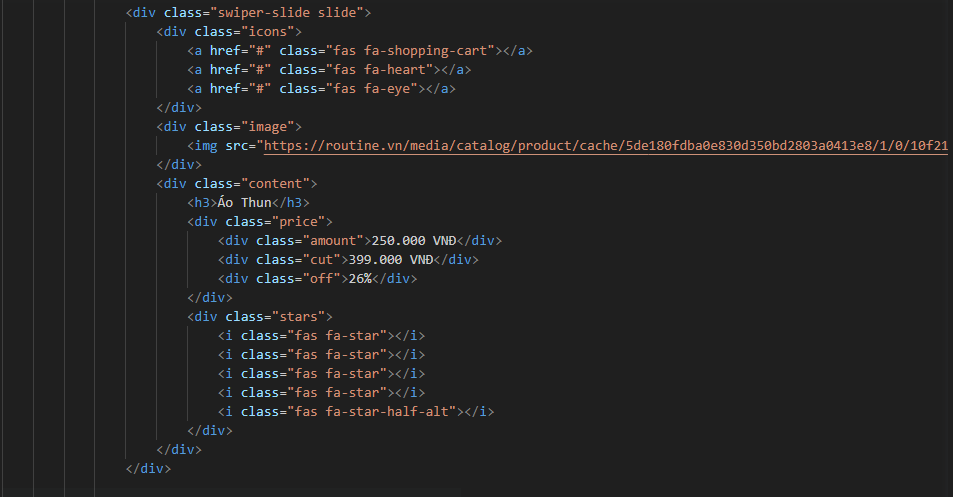 <div class="swiper-slide slide">
<div class="icons">
<a href="#" class="fas fa-shopping-cart"></a>
<a href="#" class="fas fa-heart"></a>
<a href="#" class="fas fa-eye"></a>
</div>
<div class="image">
<img src="https://routine.vn/media/catalog/product/cache/5de180fdba0e830d350bd2803a0413e8/1/0/10f21
</div>
<div class="content">
<h3>Áo Thun</h3>
<div class="price">
<div class="amount">250.000 VNĐ</div>
<div class="cut">399.000 VNĐ</div>
<div class="off">26%</div>
</div>
<div class="stars">
<i class="fas fa-star"></i>
<i class="fas fa-star"></i>
<i class="fas fa-star"></i>
<i class="fas fa-star"></i>
<i class="fas fa-star-half-alt"></i>
</div>
</div>
</div>